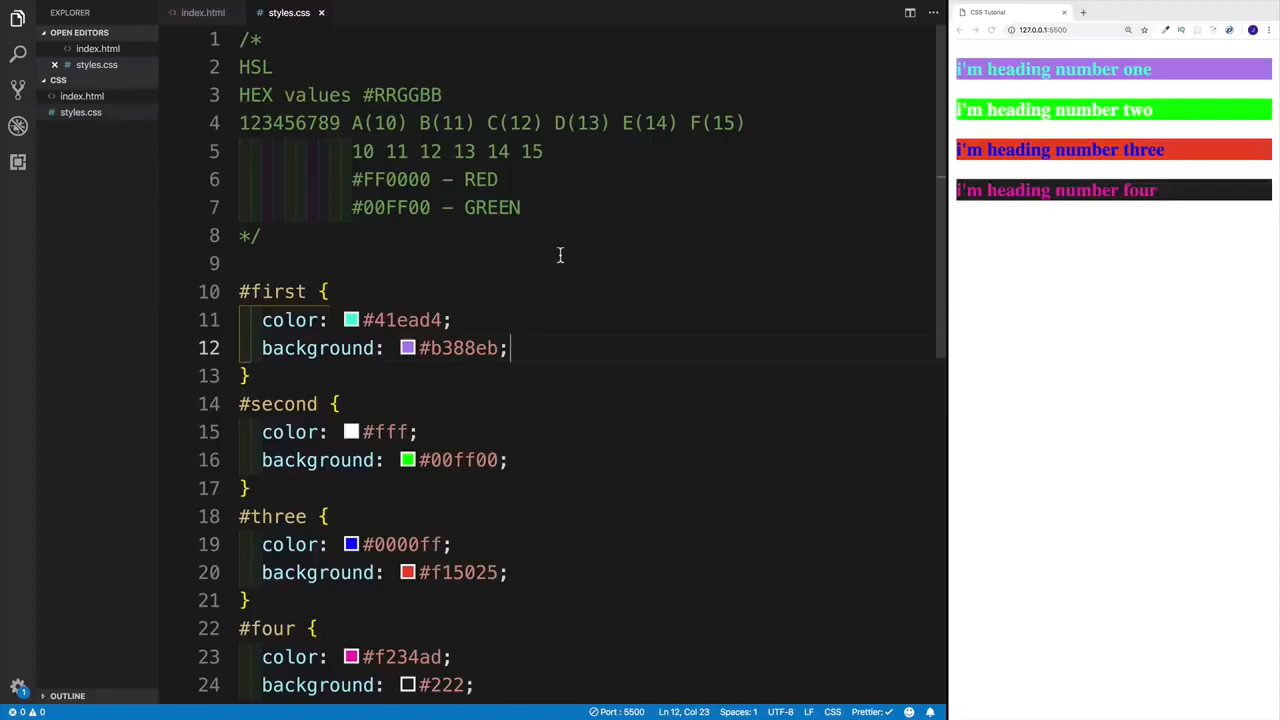 EXPLORER
OPEN EDITORS
index.html
styles.css
CSS
index.html
styles.css
OUTLINE
index.html
styles.css
1 /*
2 HSL
3 HEX values #RRGGBB
4 123456789 A(10) B(11) C(12) D(13) E(14) F(15)
5 10 11 12 13 14 15
6 #FF0000 – RED
7 #00FF00 – GREEN
8 */
9
10 #first {
11 color: #41ead4;
12 background: #b388eb;
13 }
14 #second {
15 color: #fff;
16 background: #00ff00;
17 }
18 #three {
19 color: #0000ff;
20 background: #f15025;
21 }
22 #four {
23 color: #f234ad;
24 background: #222;
1
0 0
Port : 5500
Ln 12, Col 23
Spaces: 1
UTF-8
LF
CSS
Prettier: ✓
CSS Tutorial
127.0.0.1:5500
IQ
J
i'm heading number one
i'm heading number two
i'm heading number three
i'm heading number four